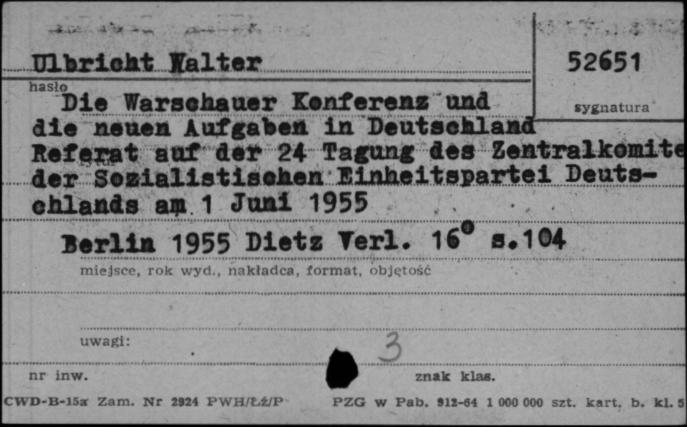 Ulbricht Walter
52651
hasło
Die Warschauer Konferenz und
sygnatura
die neuen Aufgaben in Deutschland
Referat auf der 24 Tagung des Zentralkomite
der Sozialistischen Einheitspartei Deuts-
chlands am 1 Juni 1955
Berlin 1955 Dietz Verl. 16° s.104
miejsce, rok wyd., nakładca, format, objętość
uwagi:
3
nr inw.
znak klas.
CWD-B-15a Zam. Nr 2924 PWH/Łż/P PZG w Pab. 912-64 1 000 000 szt. kart. b. kl. 5